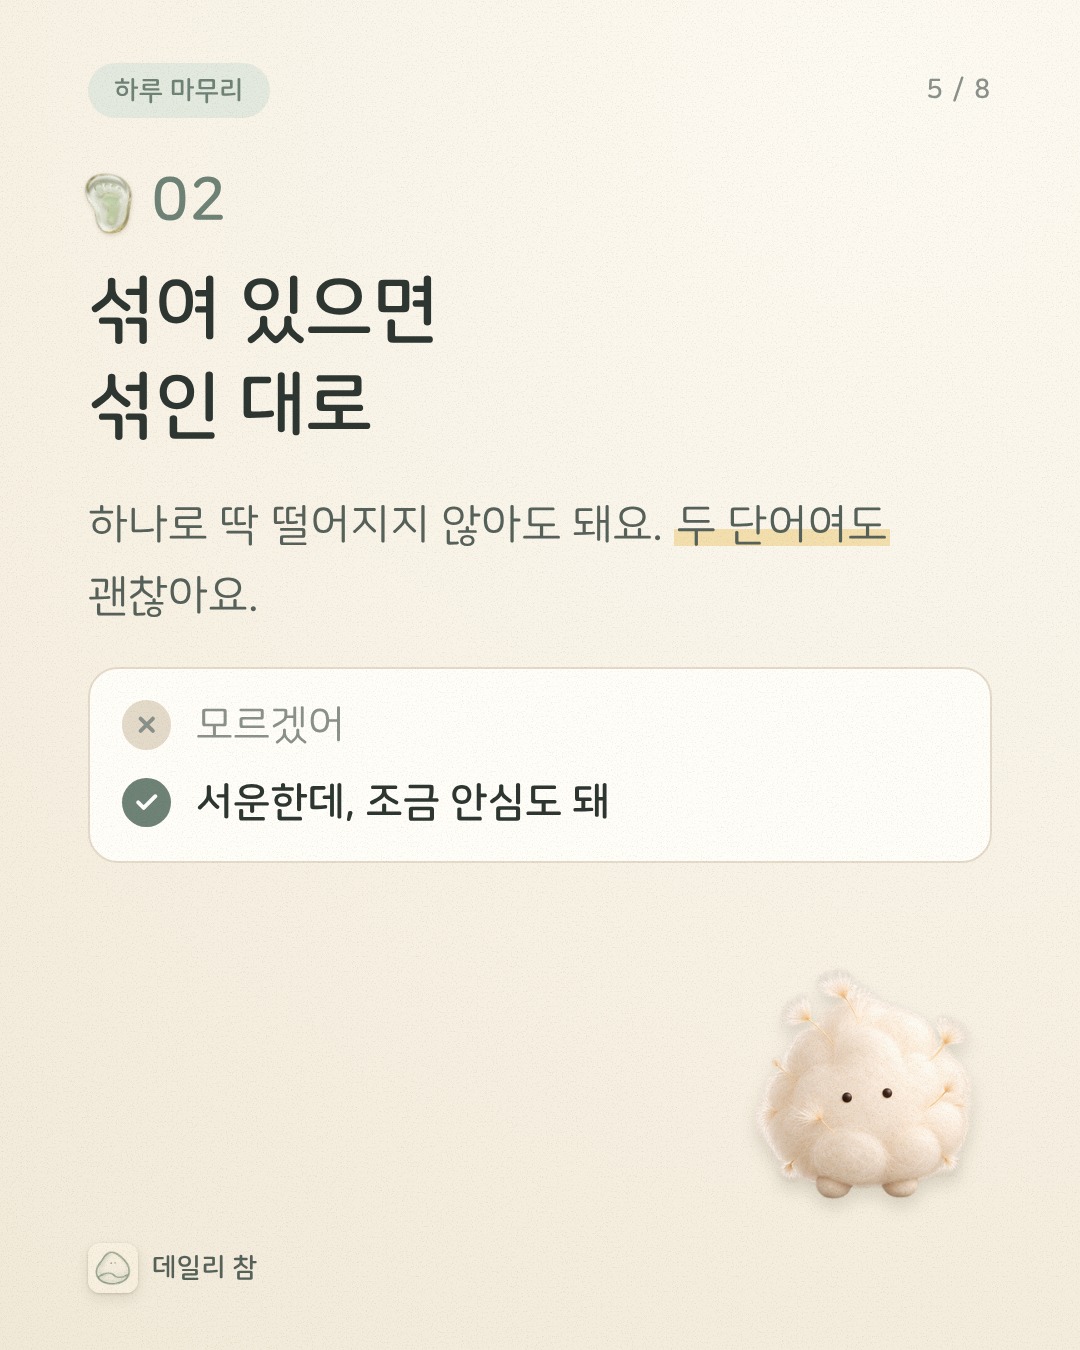 하루 마무리
5 / 8
02
섞여 있으면
섞인 대로
하나로 딱 떨어지지 않아도 돼요. 두 단어여도
괜찮아요.
모르겠어
서운한데, 조금 안심도 돼
데일리 참